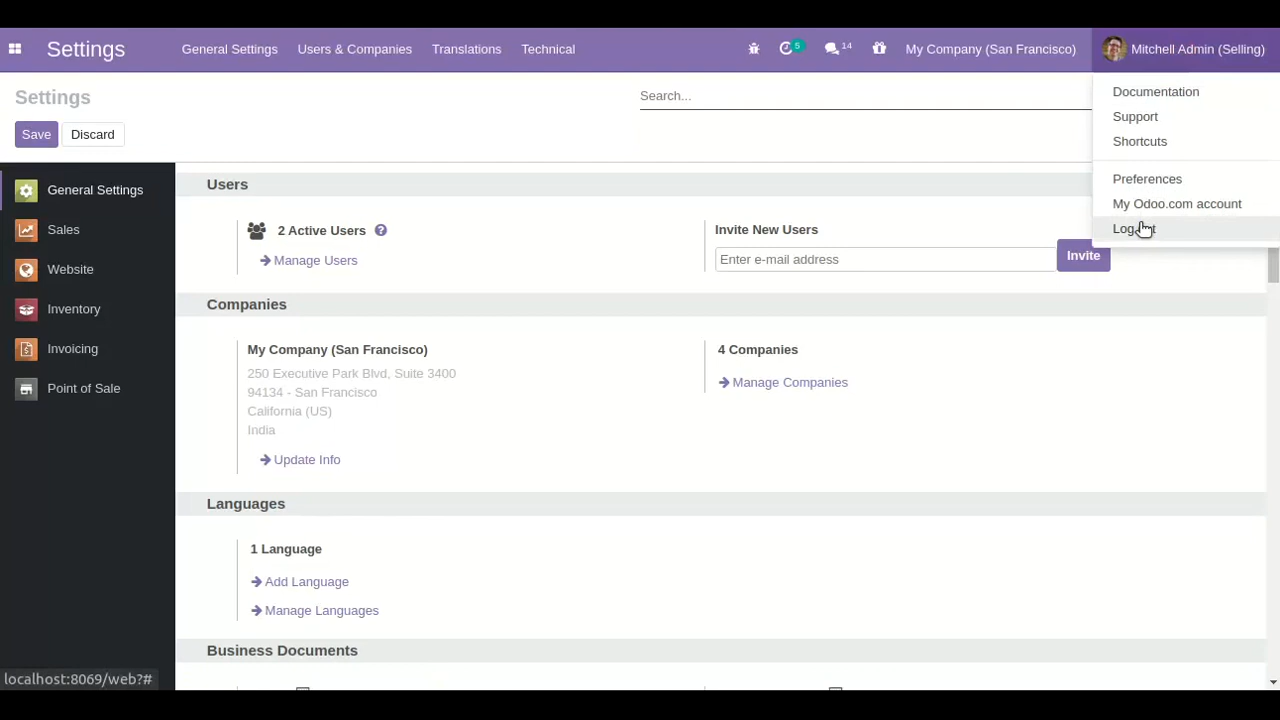 Settings
General Settings
Users & Companies
Translations
Technical
5
14
My Company (San Francisco)
Mitchell Admin (Selling)
Settings
Search...
Save
Discard
Documentation
Support
Shortcuts
Preferences
My Odoo.com account
General Settings
Sales
Website
Inventory
Invoicing
Point of Sale
Users
2 Active Users ?
Manage Users
Invite New Users
Enter e-mail address
Invite
Companies
My Company (San Francisco)
250 Executive Park Blvd, Suite 3400
94134 - San Francisco
California (US)
India
Update Info
4 Companies
Manage Companies
Languages
1 Language
Add Language
Manage Languages
Business Documents
localhost:8069/web?#